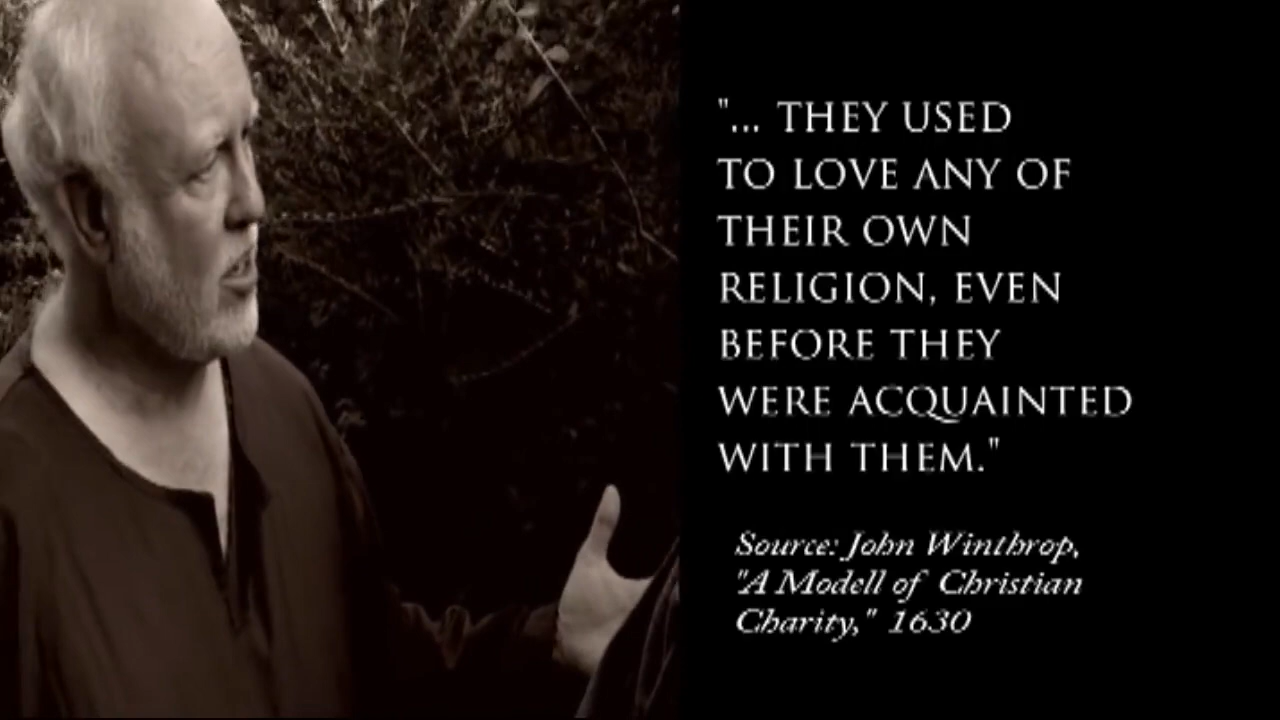 "... THEY USED
TO LOVE ANY OF
THEIR OWN
RELIGION, EVEN
BEFORE THEY
WERE ACQUAINTED
WITH THEM."
Source: John Winthrop,
"A Modell of Christian
Charity," 1630